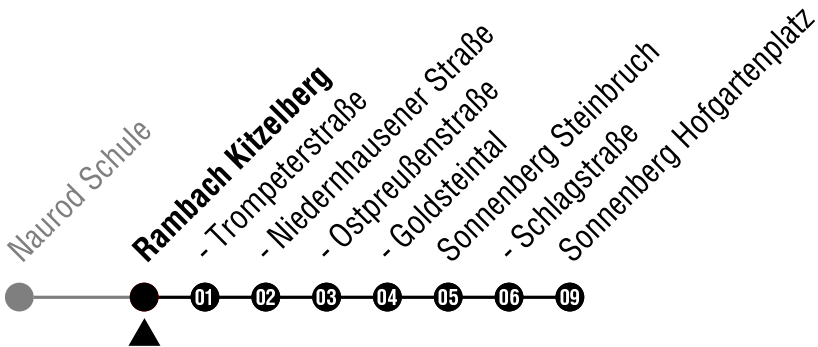 Naurod Schule
Rambach Kitzelberg
- Trompeterstraße
- Niedernhausener Straße
- Ostpreußenstraße
- Goldsteintal
Sonnenberg Steinbruch
- Schlagstraße
Sonnenberg Hofgartenplatz
01 02 03 04 05 06 09